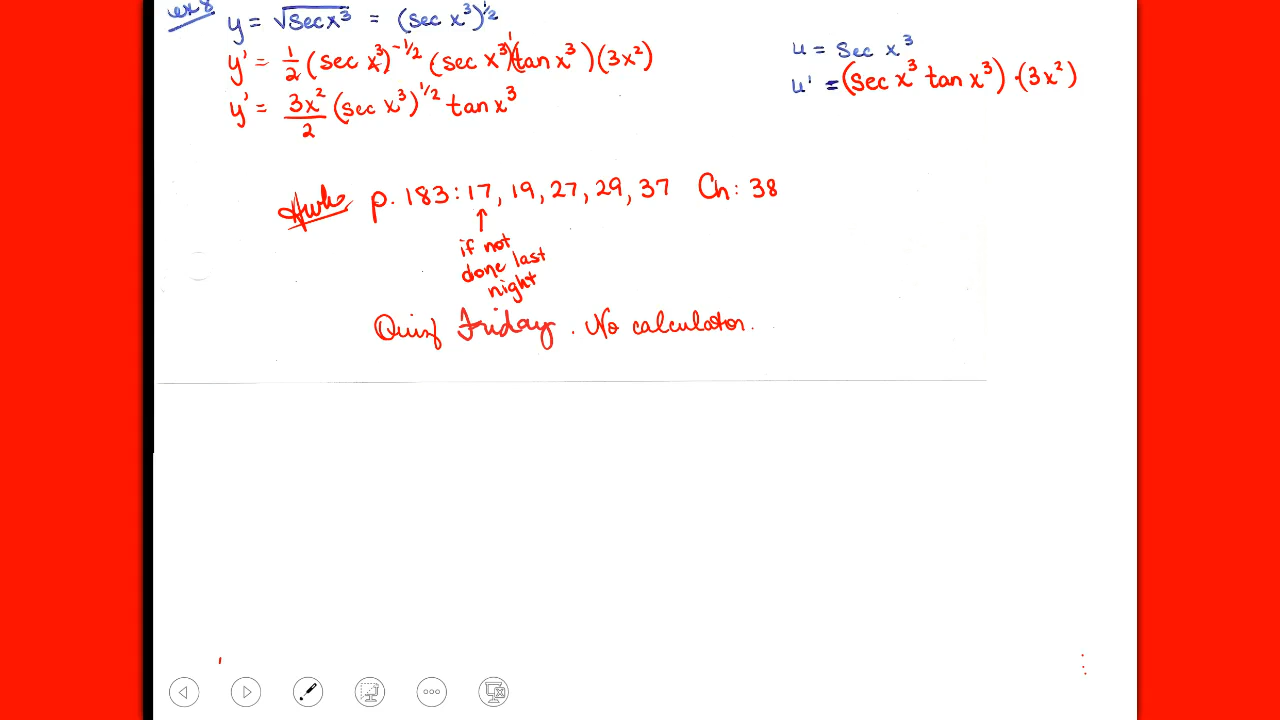 ex 8
y = √sec x³ = (sec x³)^½
u = sec x³
y' = 1/2 (sec x³)^-1/2 (sec x³)^1 (tan x³)(3x²)
u' = (sec x³ tan x³)·(3x²)
y' = 3x²/2 (sec x³)^1/2 tan x³
Hwk p. 183: 17, 19, 27, 29, 37 Ch: 38
if not
done last
night
Quiz Friday. No calculator.